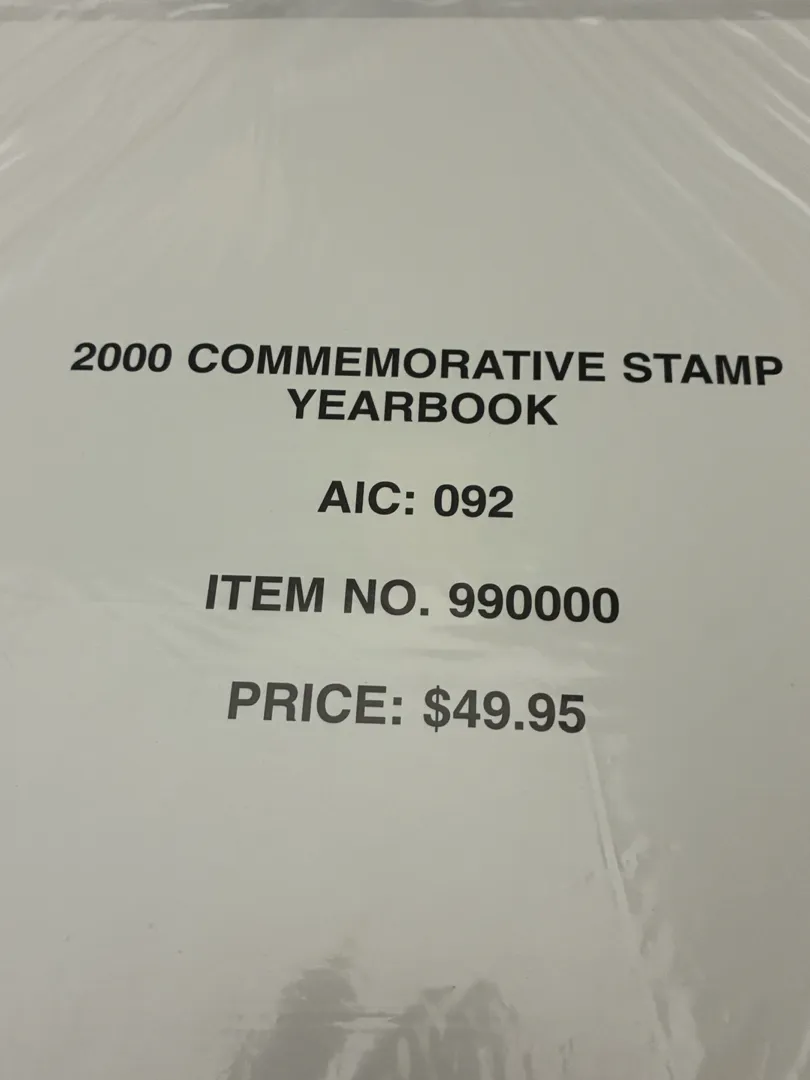 2000 COMMEMORATIVE STAMP
YEARBOOK
AIC: 092
ITEM NO. 990000
PRICE: $49.95